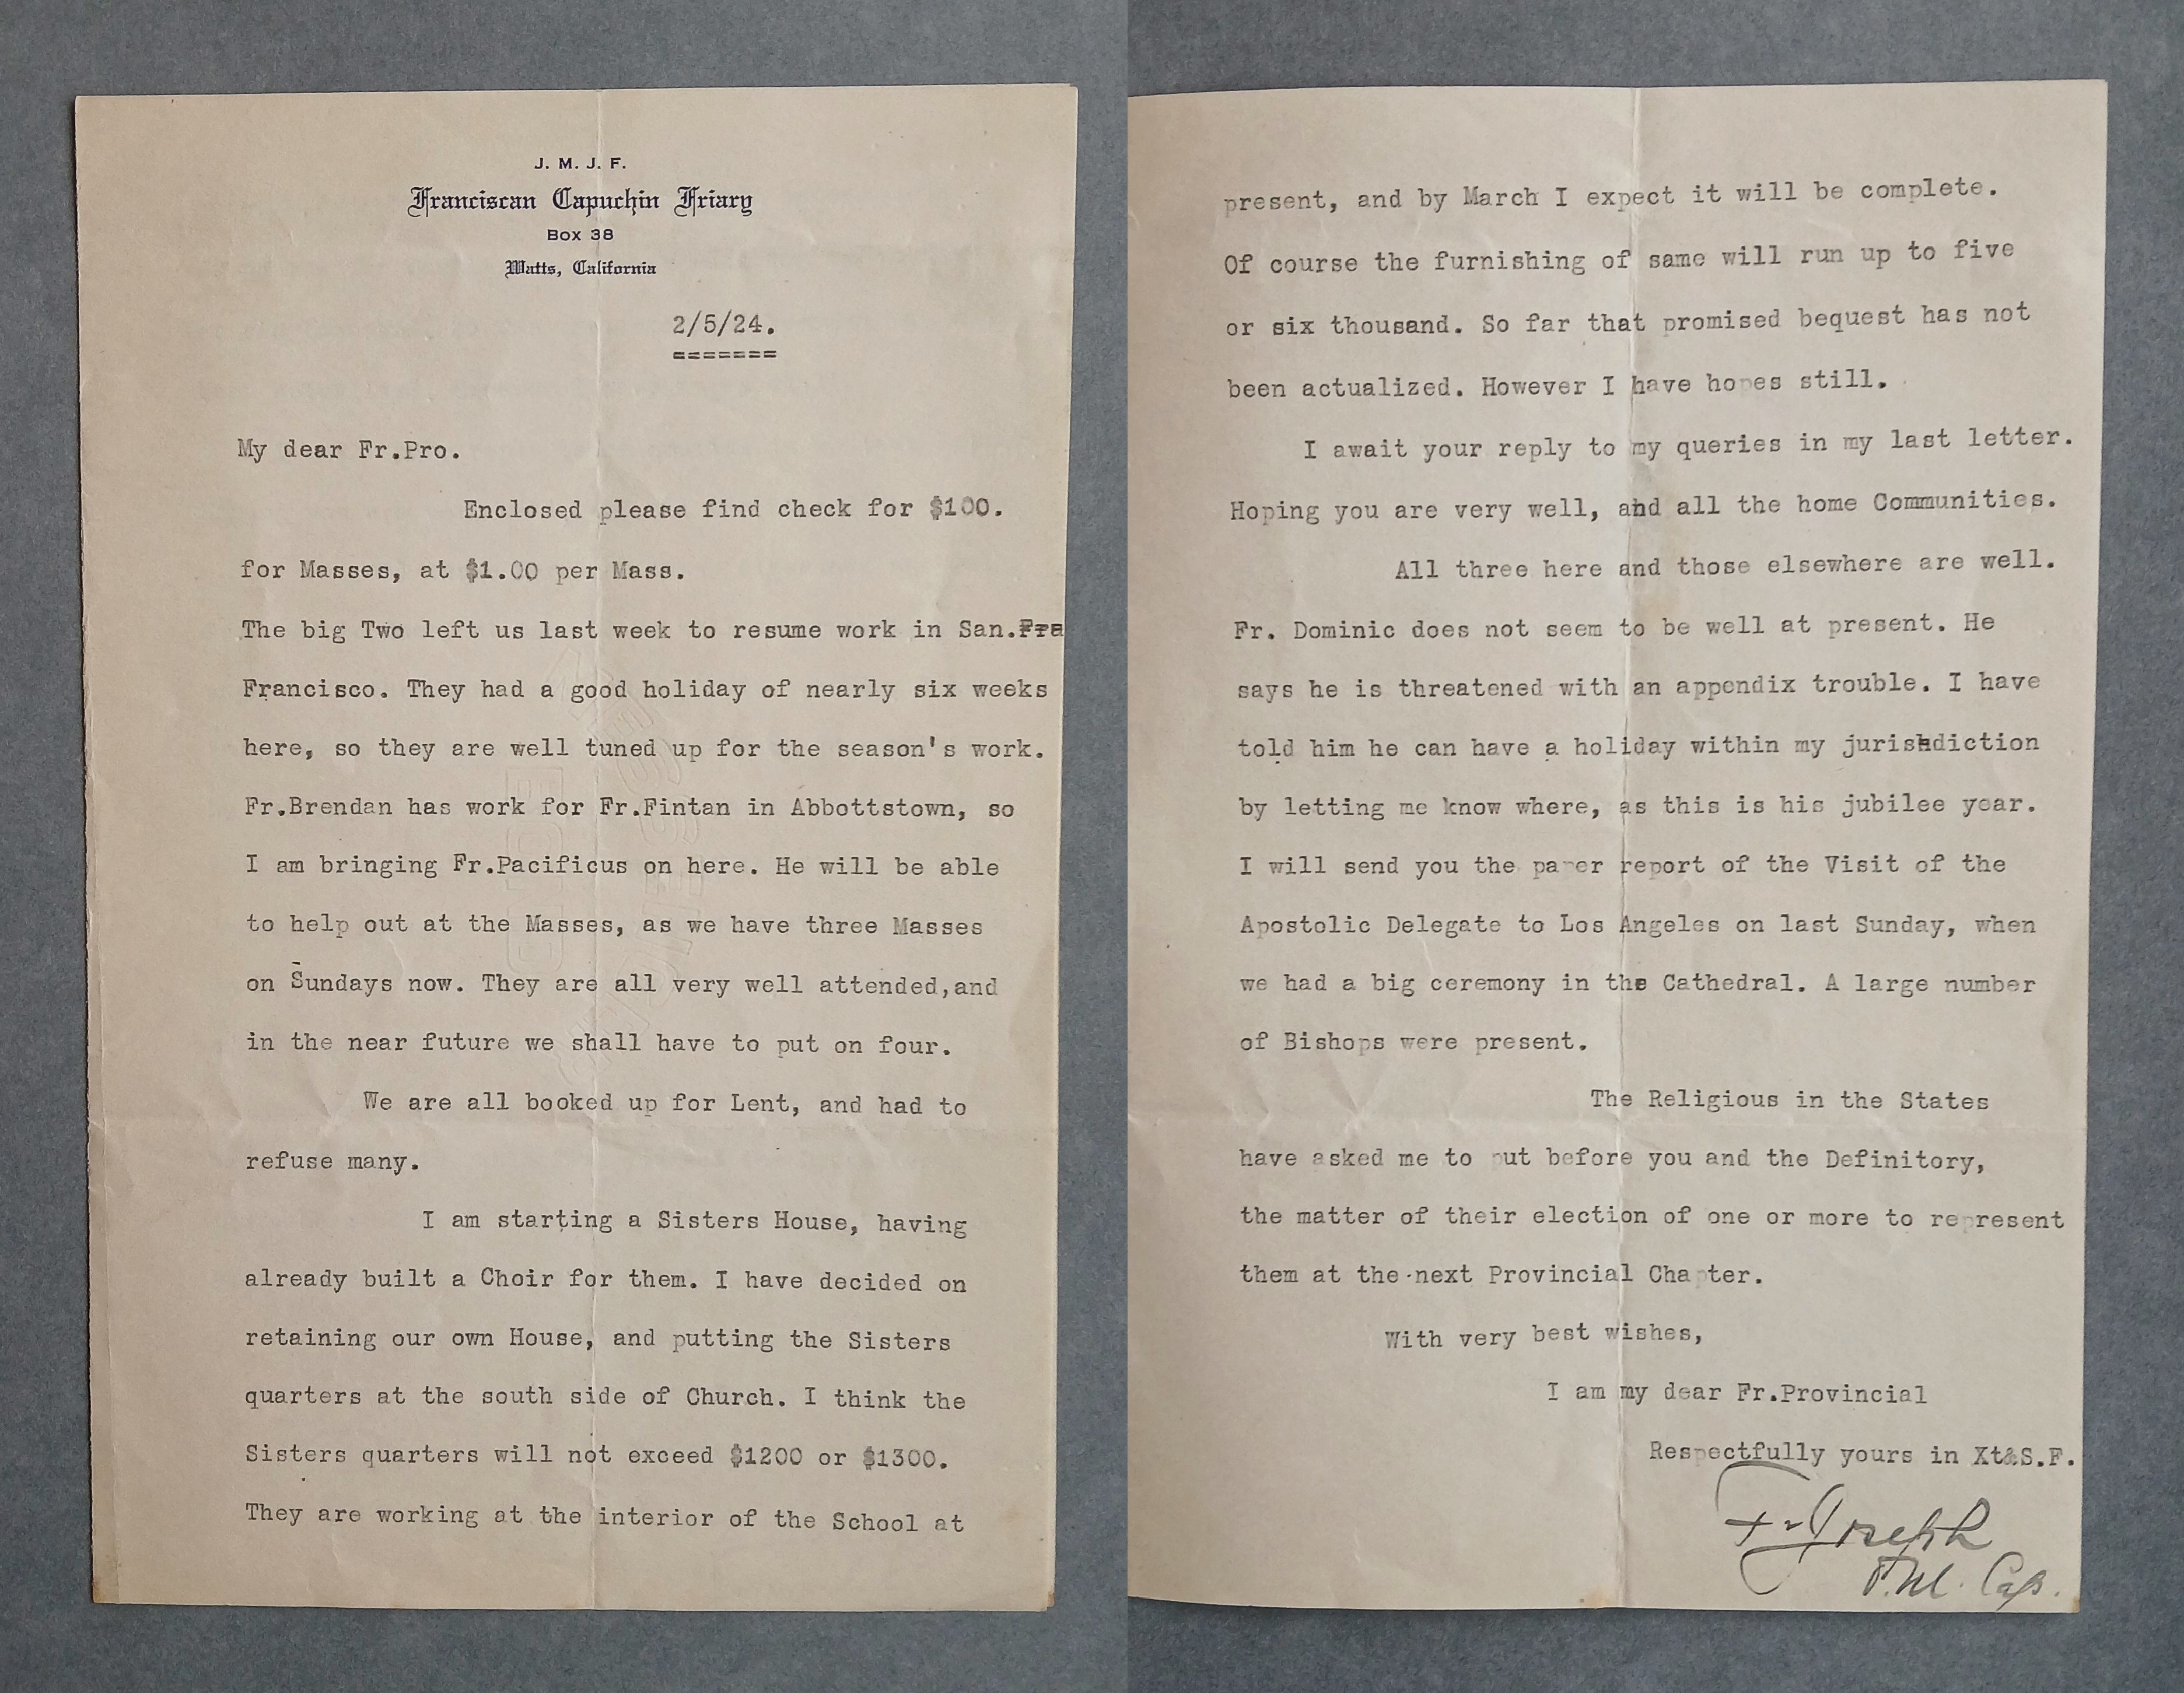 J. M. J. F.
Franciscan Capuchin Friary
Box 38
Watts, California
2/5/24.
=======
My dear Fr.Pro.
Enclosed please find check for $100.
for Masses, at $1.00 per Mass.
The big Two left us last week to resume work in San.Fra
Francisco. They had a good holiday of nearly six weeks
here, so they are well tuned up for the season's work.
Fr.Brendan has work for Fr.Fintan in Abbottstown, so
I am bringing Fr.Pacificus on here. He will be able
to help out at the Masses, as we have three Masses
on Sundays now. They are all very well attended,and
in the near future we shall have to put on four.
We are all booked up for Lent, and had to
refuse many.
I am starting a Sisters House, having
already built a Choir for them. I have decided on
retaining our own House, and putting the Sisters
quarters at the south side of Church. I think the
Sisters quarters will not exceed $1200 or $1300.
They are working at the interior of the School at
present, and by March I expect it will be complete.
Of course the furnishing of same will run up to five
or six thousand. So far that promised bequest has not
been actualized. However I have hopes still.
I await your reply to my queries in my last letter.
Hoping you are very well, and all the home Communities.
All three here and those elsewhere are well.
Fr. Dominic does not seem to be well at present. He
says he is threatened with an appendix trouble. I have
told him he can have a holiday within my jurishdiction
by letting me know where, as this is his jubilee year.
I will send you the paper report of the Visit of the
Apostolic Delegate to Los Angeles on last Sunday, when
we had a big ceremony in the Cathedral. A large number
of Bishops were present.
The Religious in the States
have asked me to put before you and the Definitory,
the matter of their election of one or more to represent
them at the next Provincial Chapter.
With very best wishes,
I am my dear Fr.Provincial
Respectfully yours in Xt&S.F.
Fr Joseph
Cap.